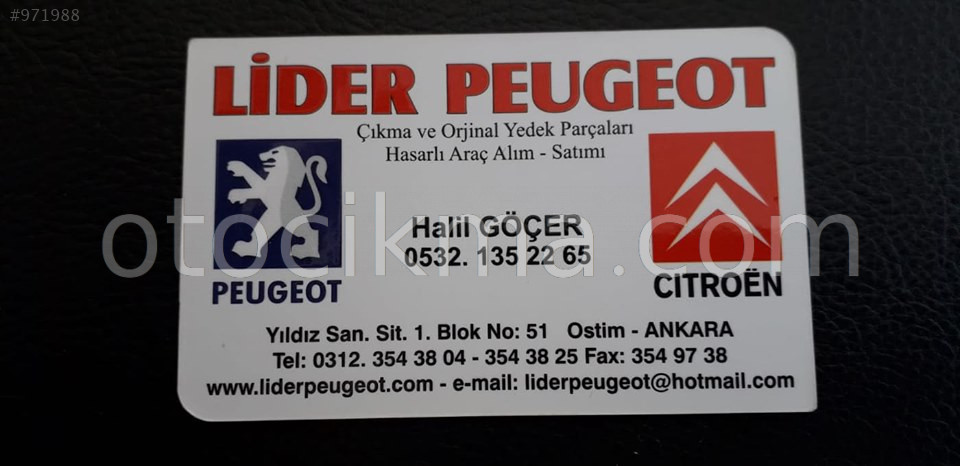 #971988
LİDER PEUGEOT
Çıkma ve Orjinal Yedek Parçaları
Hasarlı Araç Alım - Satımı
Halil GÖÇER
0532. 135 22 65
PEUGEOT
CITROËN
otocikma.com
Yıldız San. Sit. 1. Blok No: 51 Ostim - ANKARA
Tel: 0312. 354 38 04 - 354 38 25 Fax: 354 97 38
www.liderpeugeot.com - e-mail: liderpeugeot@hotmail.com